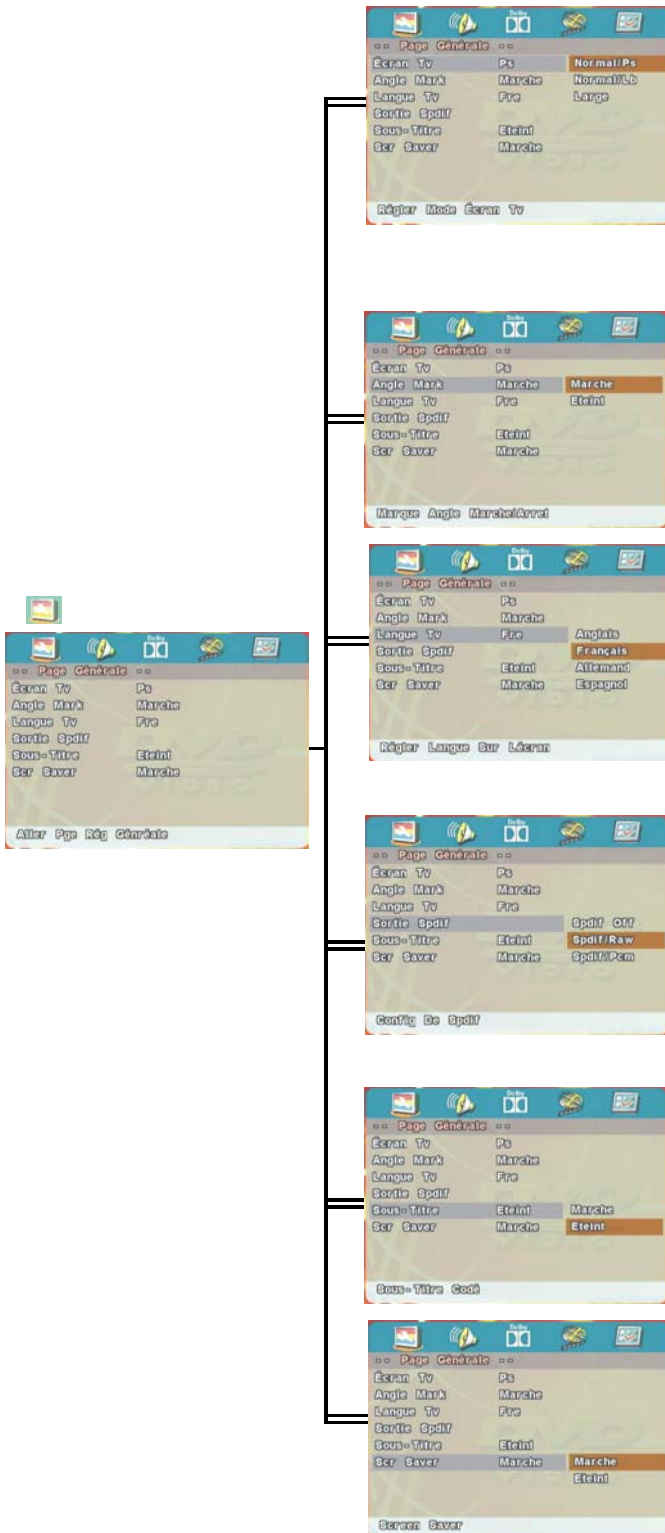 Dolby
Page Générale
Écran Tv Ps Normal/Ps
Angle Mark Marche Normal/Lb
Langue Tv Fre Large
Sortie Spdif
Sous-Titre Eteint
Scr Saver Marche
Régler Mode Écran Tv
Dolby
Page Générale
Écran Tv Ps
Angle Mark Marche Marche
Langue Tv Fre Eteint
Sortie Spdif
Sous-Titre Eteint
Scr Saver Marche
Marque Angle Marche/Arret
Dolby
Page Générale
Écran Tv Ps
Angle Mark Marche
Langue Tv Fre Anglais
Sortie Spdif Français
Sous-Titre Eteint Allemand
Scr Saver Marche Espagnol
Régler Langue Sur Lécran
Dolby
Page Générale
Écran Tv Ps
Angle Mark Marche
Langue Tv Fre
Sortie Spdif
Sous-Titre Eteint
Scr Saver Marche
Aller Pge Rég Génréale
Dolby
Page Générale
Écran Tv Ps
Angle Mark Marche
Langue Tv Fre
Sortie Spdif Spdif Off
Sous-Titre Eteint Spdif/Raw
Scr Saver Marche Spdif/Pcm
Config De Spdif
Dolby
Page Générale
Écran Tv Ps
Angle Mark Marche
Langue Tv Fre
Sortie Spdif
Sous-Titre Eteint Marche
Scr Saver Marche Eteint
Sous-Titre Codé
Dolby
Page Générale
Écran Tv Ps
Angle Mark Marche
Langue Tv Fre
Sortie Spdif
Sous-Titre Eteint
Scr Saver Marche Marche
Eteint
Screen Saver